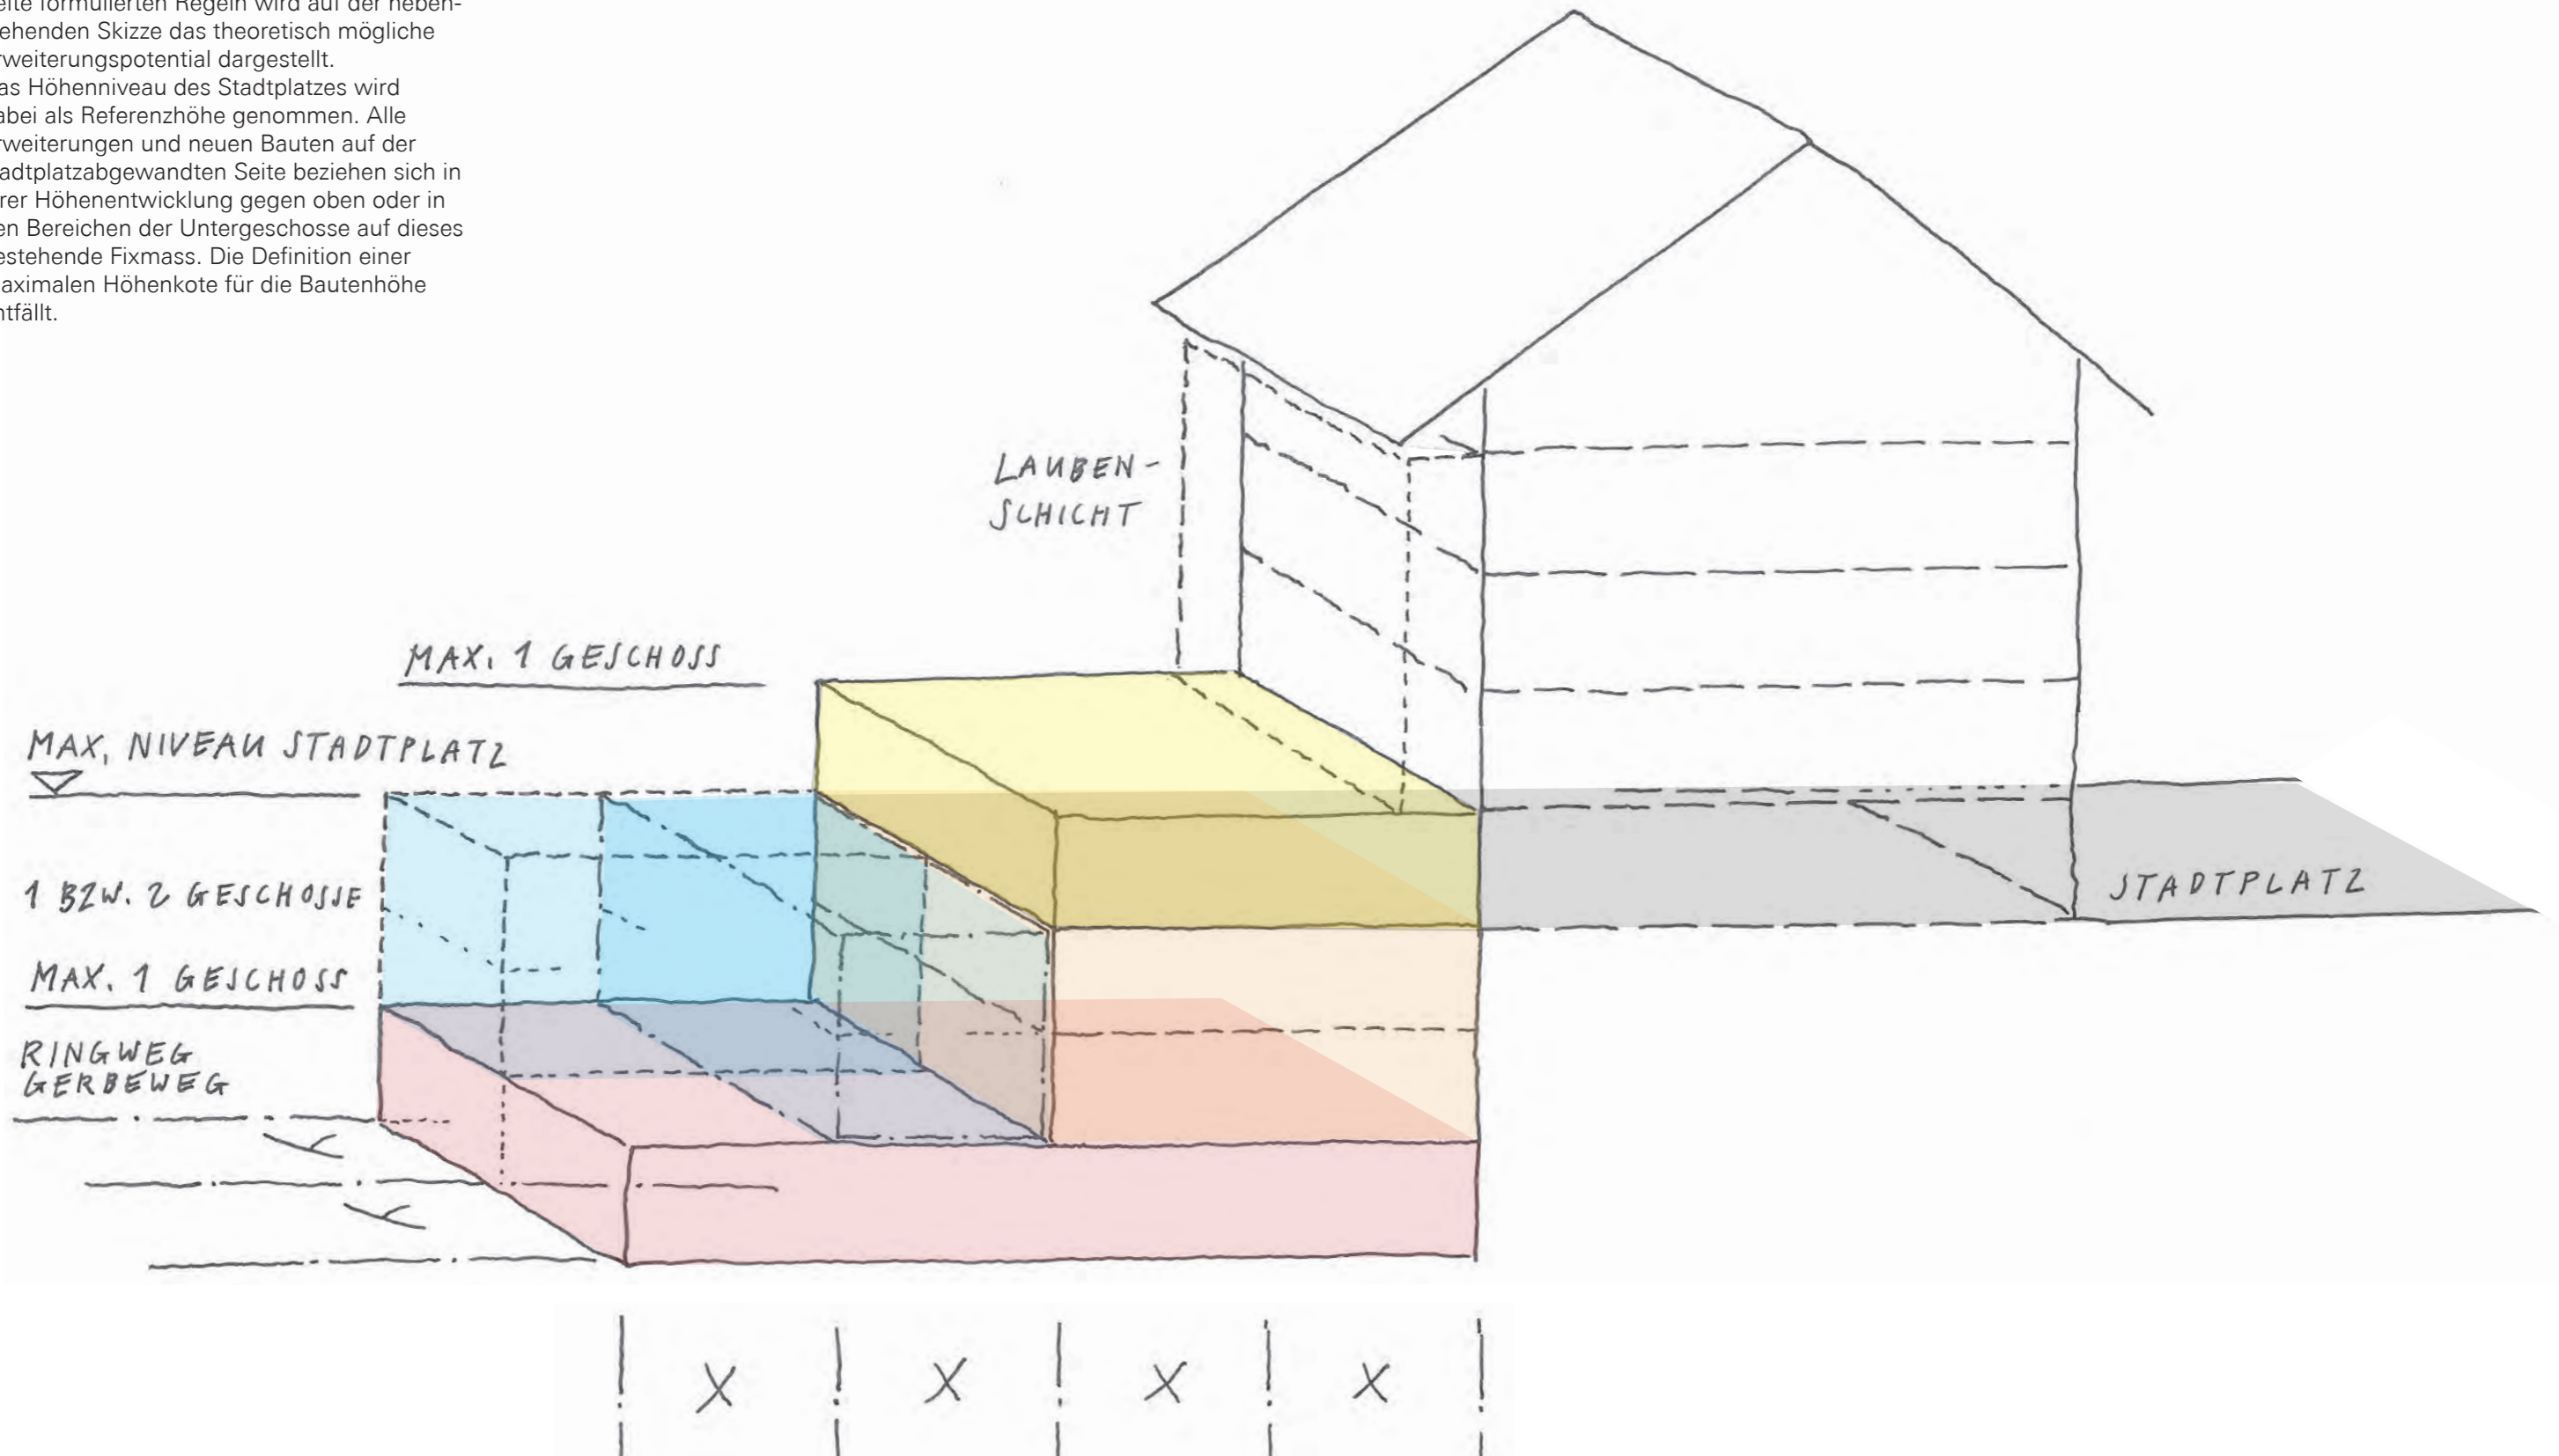 eite formulierten Regeln wird auf der neben-
ehenden Skizze das theoretisch mögliche
rweiterungspotential dargestellt.
as Höhenniveau des Stadtplatzes wird
abei als Referenzhöhe genommen. Alle
rweiterungen und neuen Bauten auf der
adtplatzabgewandten Seite beziehen sich in
rer Höhenentwicklung gegen oben oder in
en Bereichen der Untergeschosse auf dieses
estehende Fixmass. Die Definition einer
aximalen Höhenkote für die Bautenhöhe
ntfällt.
LAUBEN-
SCHICHT
MAX. 1 GESCHOSS
MAX. NIVEAU STADTPLATZ
1 BZW. 2 GESCHOSSE
STADTPLATZ
MAX. 1 GESCHOSS
RINGWEG
GERBEWEG
X X X X